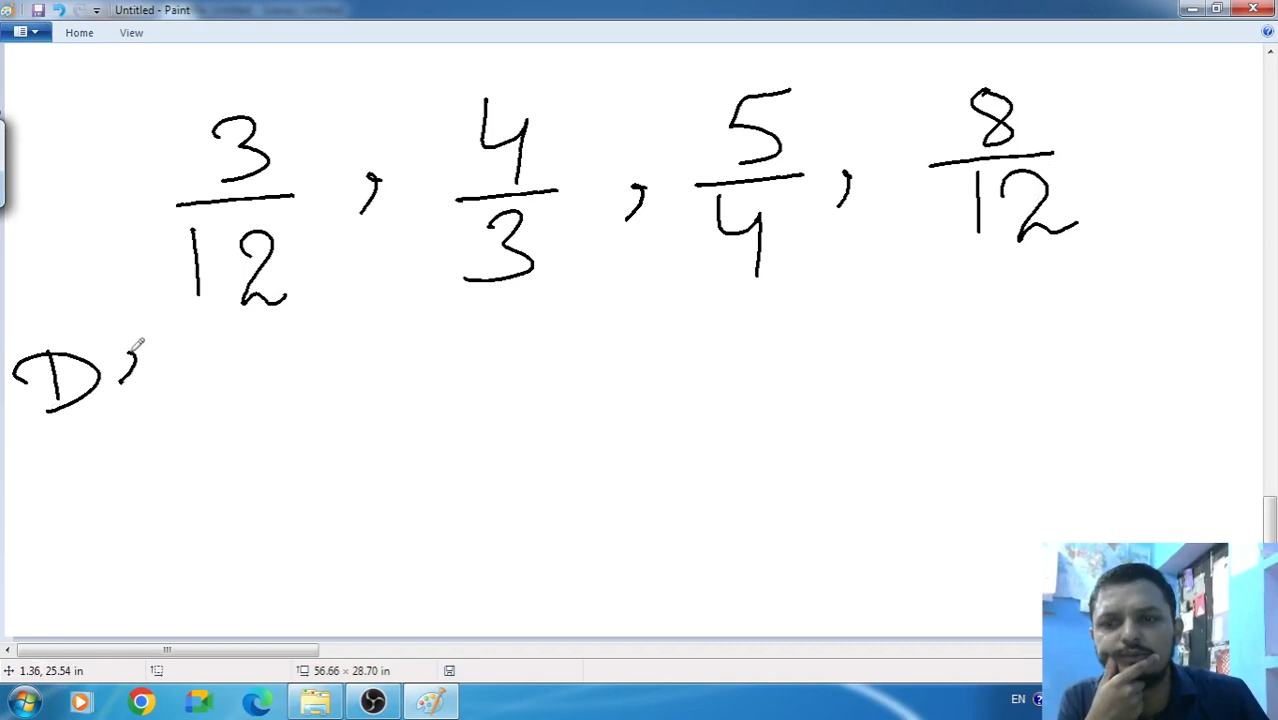 Untitled - Paint
Home View
3/12 , 4/3 , 5/4 , 8/12
D,
1.36, 25.54 in
56.66 × 28.70 in
EN